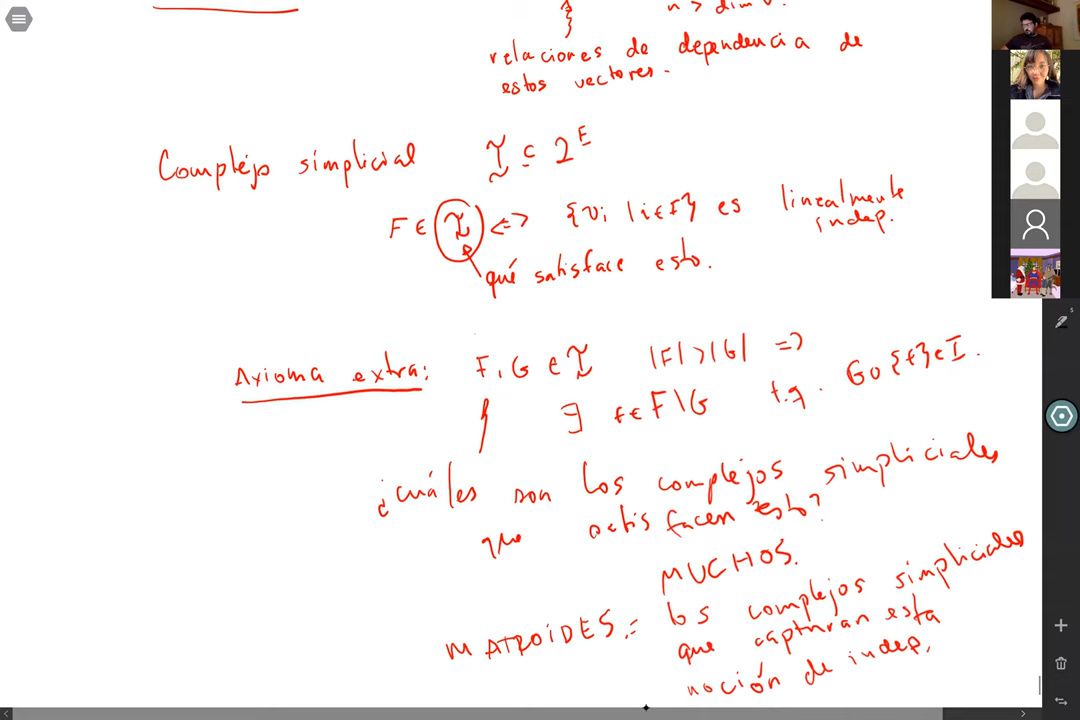 n > dim V.
relaciones de dependencia de
estos vectores.
Complejo simplicial I ⊆ 2^E
F ∈ I <=> {vi | i ∈ F} es linealmente
indep.
qué satisface esto.
Axioma extra: F, G ∈ I |F| > |G| =>
∃ f ∈ F \ G t.q. G ∪ {f} ∈ I.
¿cuáles son los complejos simpliciales
que satisfacen esto?
MUCHOS.
MATROIDES := los complejos simpliciales
que capturan esta
noción de indep.